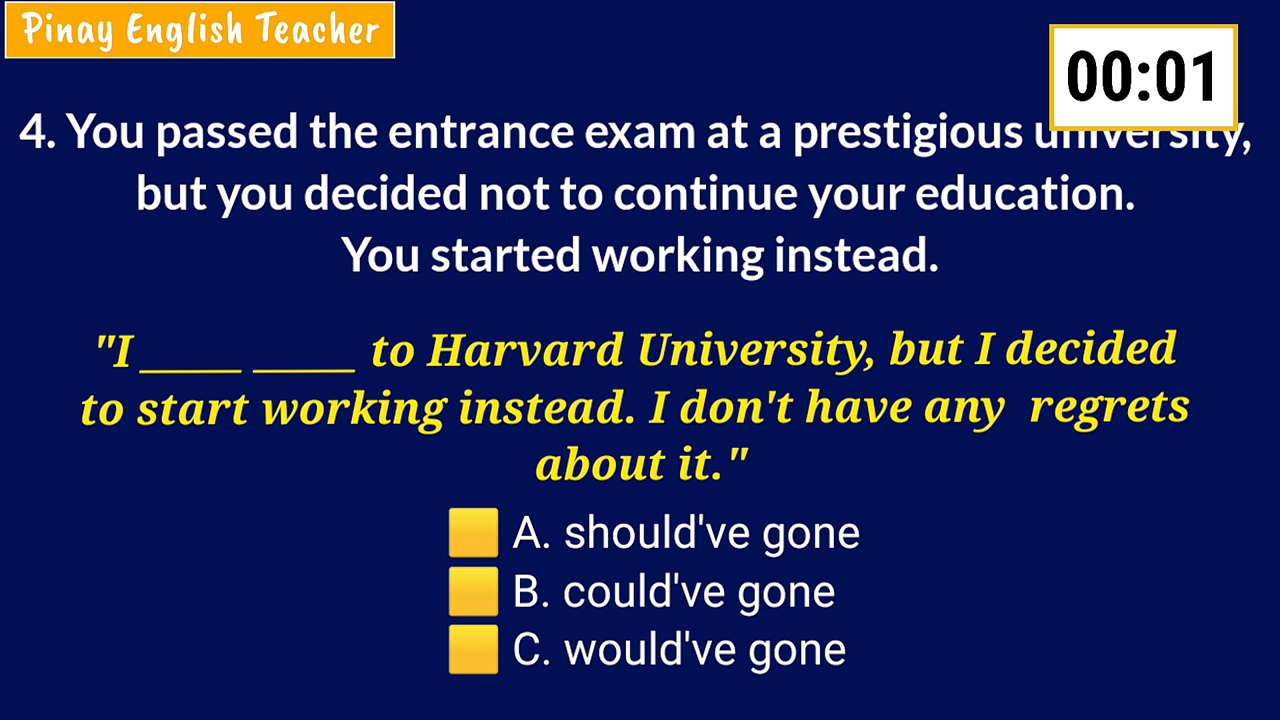 Pinay English Teacher
00:01
4. You passed the entrance exam at a prestigious university,
but you decided not to continue your education.
You started working instead.
"I _____ _____ to Harvard University, but I decided
to start working instead. I don't have any regrets
about it."
A. should've gone
B. could've gone
C. would've gone